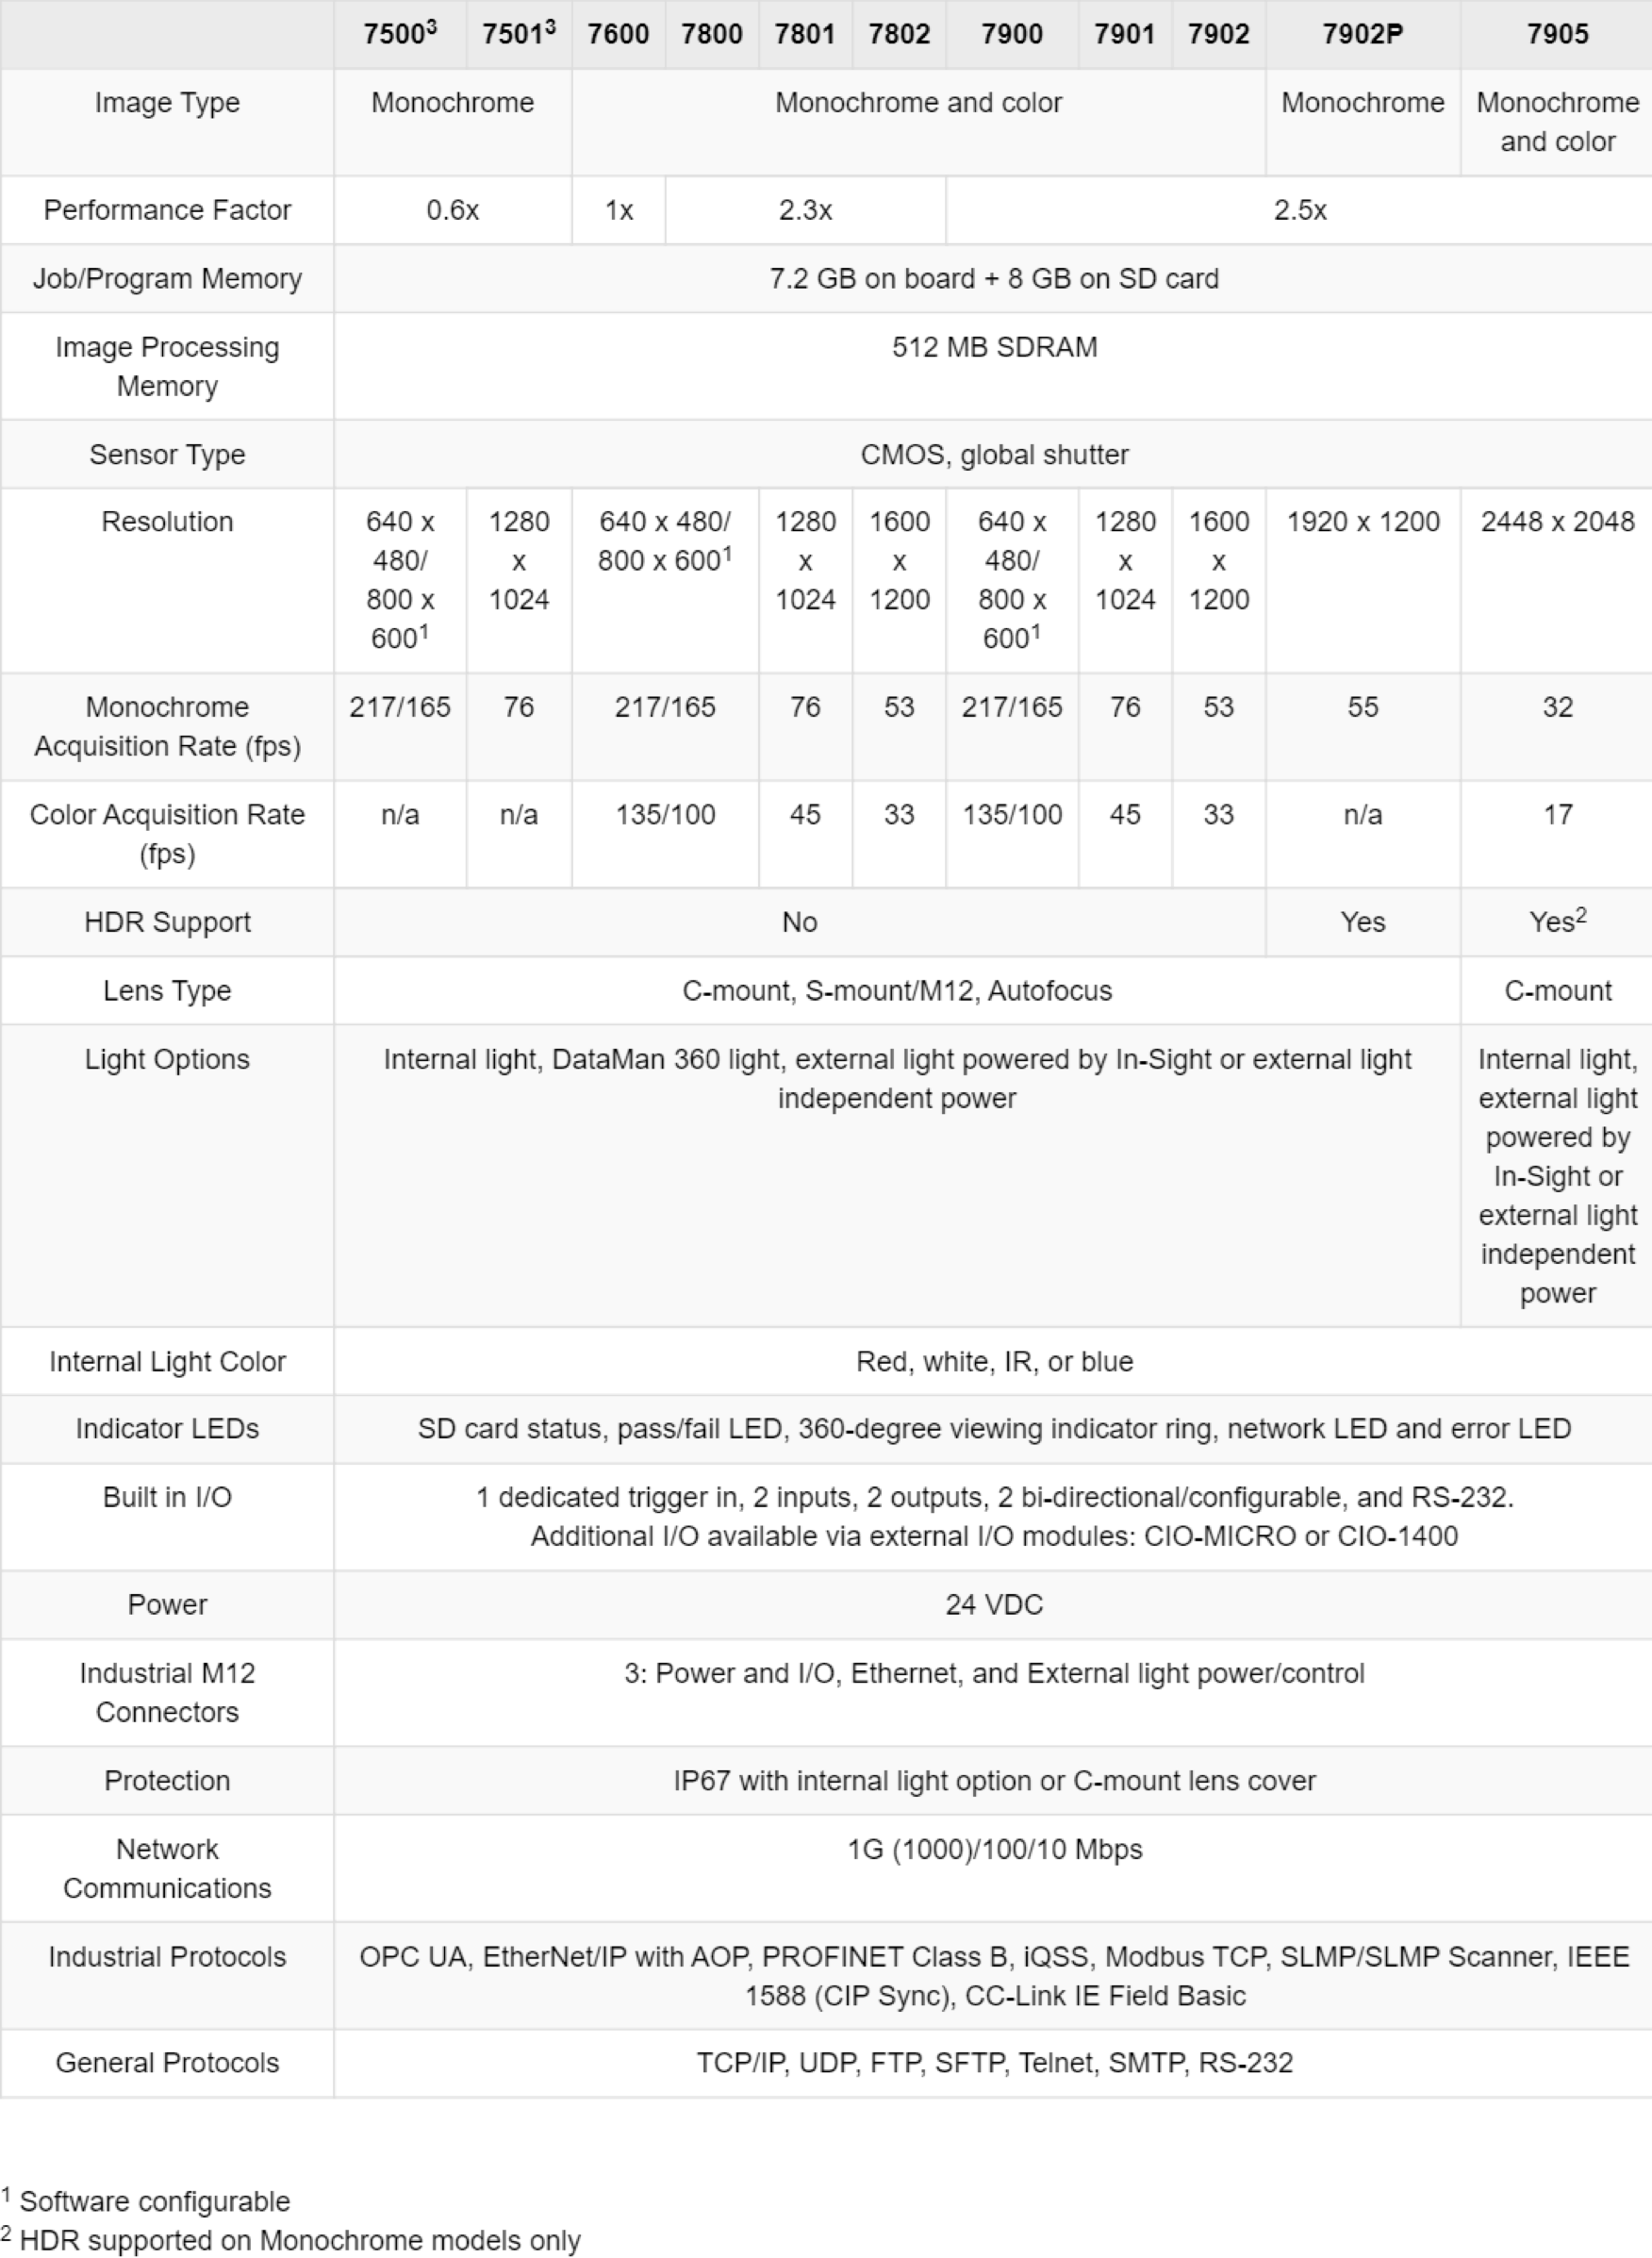 7500³ 7501³ 7600 7800 7801 7802 7900 7901 7902 7902P 7905
Image Type Monochrome Monochrome and color Monochrome Monochrome
and color
Performance Factor 0.6x 1x 2.3x 2.5x
Job/Program Memory 7.2 GB on board + 8 GB on SD card
Image Processing 512 MB SDRAM
Memory
Sensor Type CMOS, global shutter
Resolution 640 x 1280 640 x 480/ 1280 1600 640 x 1280 1600 1920 x 1200 2448 x 2048
480/ x 800 x 600¹ x x 480/ x x
800 x 1024 1024 1200 800 x 1024 1200
600¹ 600¹
Monochrome 217/165 76 217/165 76 53 217/165 76 53 55 32
Acquisition Rate (fps)
Color Acquisition Rate n/a n/a 135/100 45 33 135/100 45 33 n/a 17
(fps)
HDR Support No Yes Yes²
Lens Type C-mount, S-mount/M12, Autofocus C-mount
Light Options Internal light, DataMan 360 light, external light powered by In-Sight or external light Internal light,
independent power external light
powered by
In-Sight or
external light
independent
power
Internal Light Color Red, white, IR, or blue
Indicator LEDs SD card status, pass/fail LED, 360-degree viewing indicator ring, network LED and error LED
Built in I/O 1 dedicated trigger in, 2 inputs, 2 outputs, 2 bi-directional/configurable, and RS-232.
Additional I/O available via external I/O modules: CIO-MICRO or CIO-1400
Power 24 VDC
Industrial M12 3: Power and I/O, Ethernet, and External light power/control
Connectors
Protection IP67 with internal light option or C-mount lens cover
Network 1G (1000)/100/10 Mbps
Communications
Industrial Protocols OPC UA, EtherNet/IP with AOP, PROFINET Class B, iQSS, Modbus TCP, SLMP/SLMP Scanner, IEEE
1588 (CIP Sync), CC-Link IE Field Basic
General Protocols TCP/IP, UDP, FTP, SFTP, Telnet, SMTP, RS-232
¹ Software configurable
² HDR supported on Monochrome models only